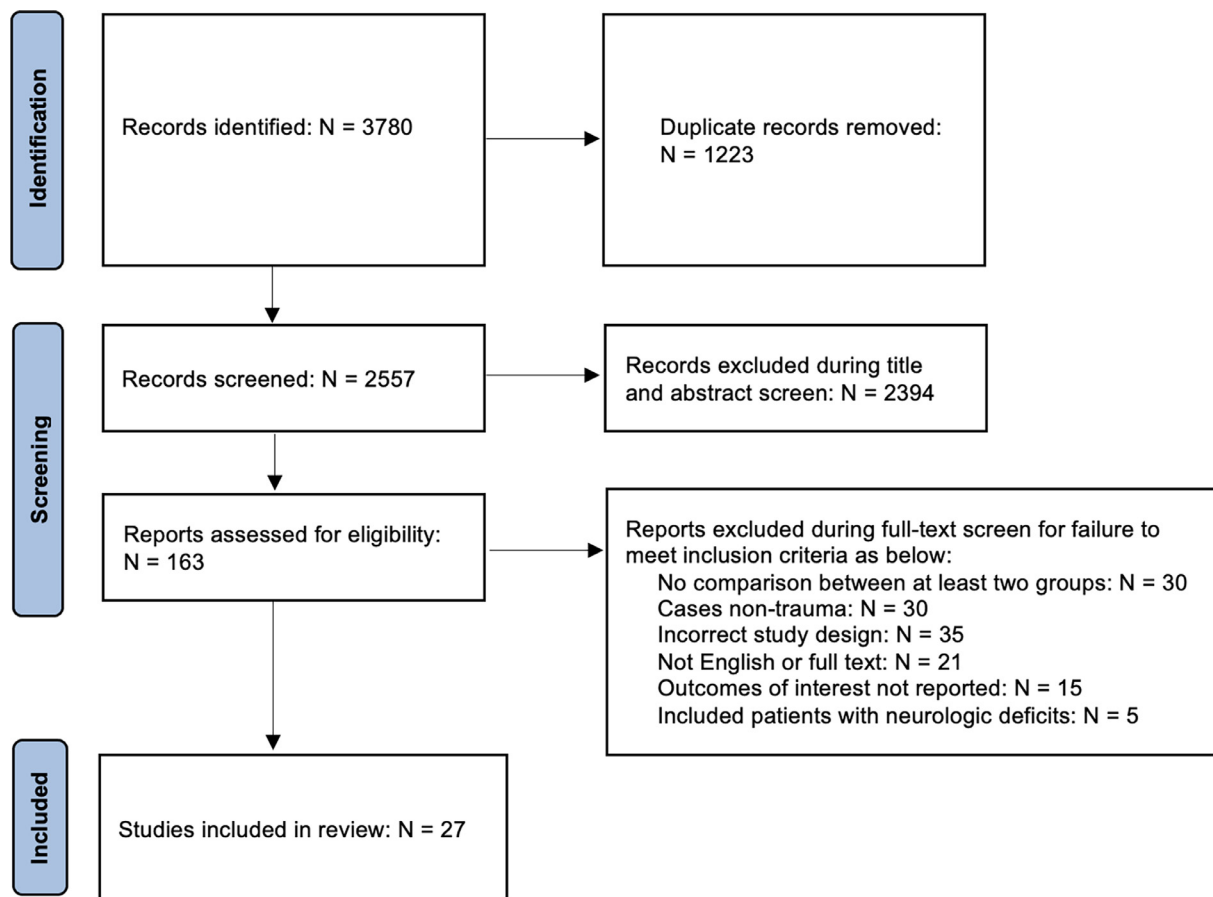 Identification
Records identified: N = 3780
Duplicate records removed:
N = 1223
Screening
Records screened: N = 2557
Records excluded during title
and abstract screen: N = 2394
Reports assessed for eligibility:
N = 163
Reports excluded during full-text screen for failure to
meet inclusion criteria as below:
No comparison between at least two groups: N = 30
Cases non-trauma: N = 30
Incorrect study design: N = 35
Not English or full text: N = 21
Outcomes of interest not reported: N = 15
Included patients with neurologic deficits: N = 5
Included
Studies included in review: N = 27